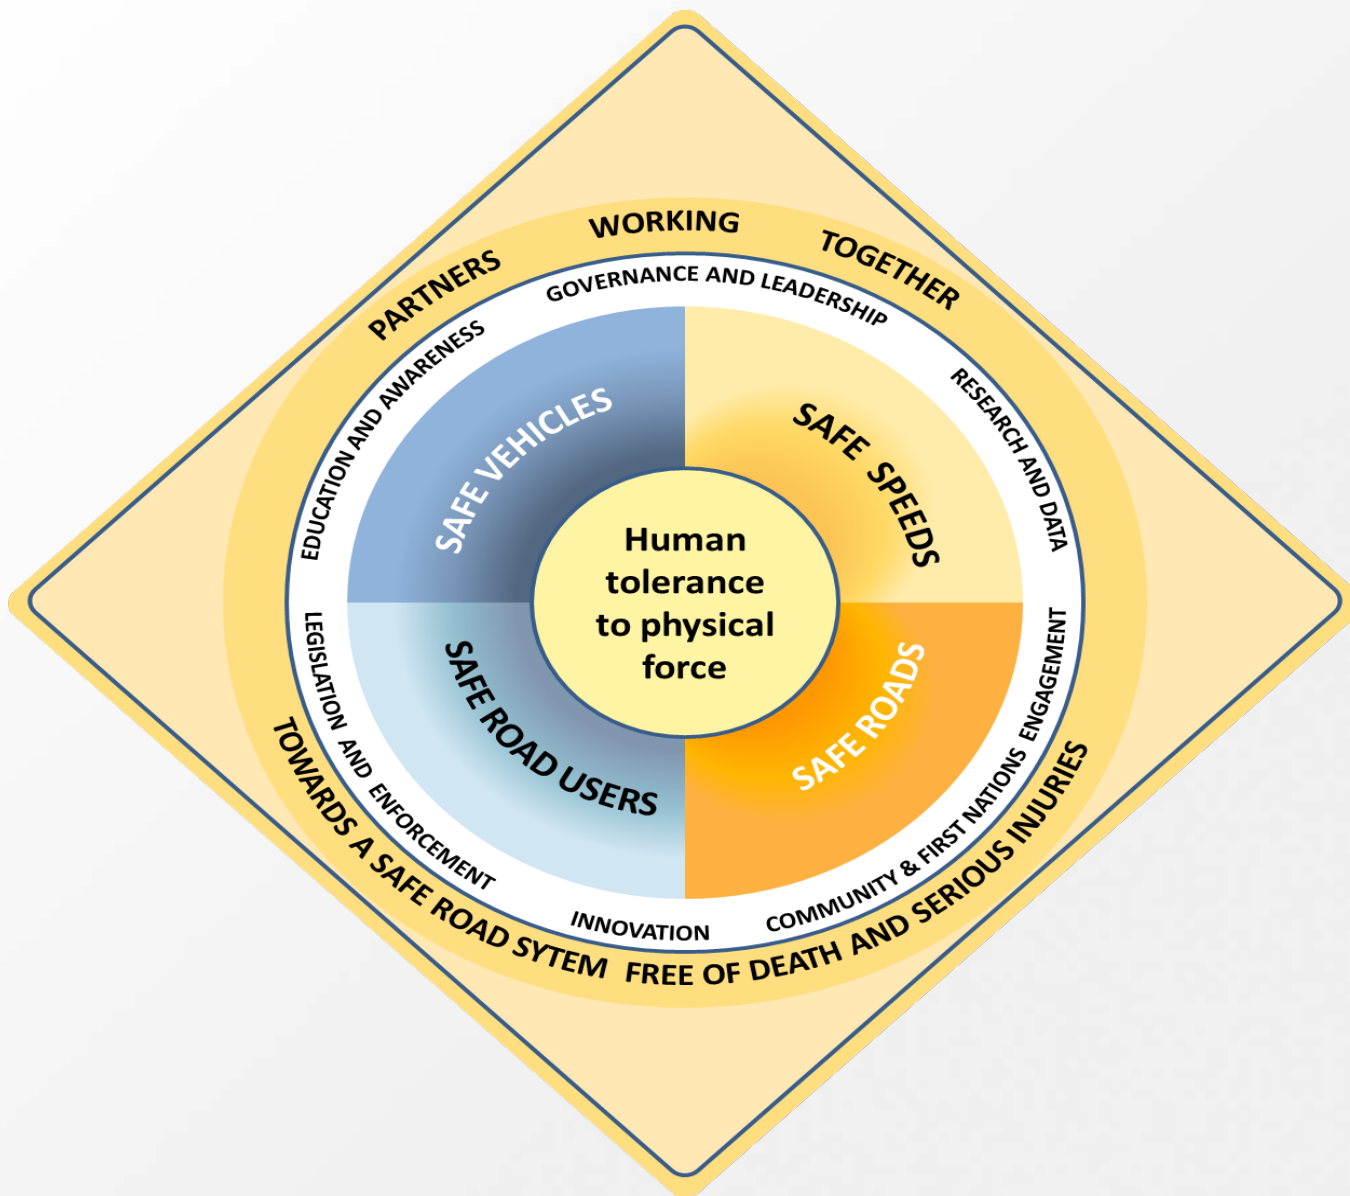 PARTNERS WORKING TOGETHER
GOVERNANCE AND LEADERSHIP
EDUCATION AND AWARENESS
RESEARCH AND DATA
SAFE VEHICLES
SAFE SPEEDS
Human
tolerance
to physical
force
SAFE ROAD USERS
SAFE ROADS
LEGISLATION AND ENFORCEMENT
INNOVATION
COMMUNITY & FIRST NATIONS ENGAGEMENT
TOWARDS A SAFE ROAD SYTEM FREE OF DEATH AND SERIOUS INJURIES